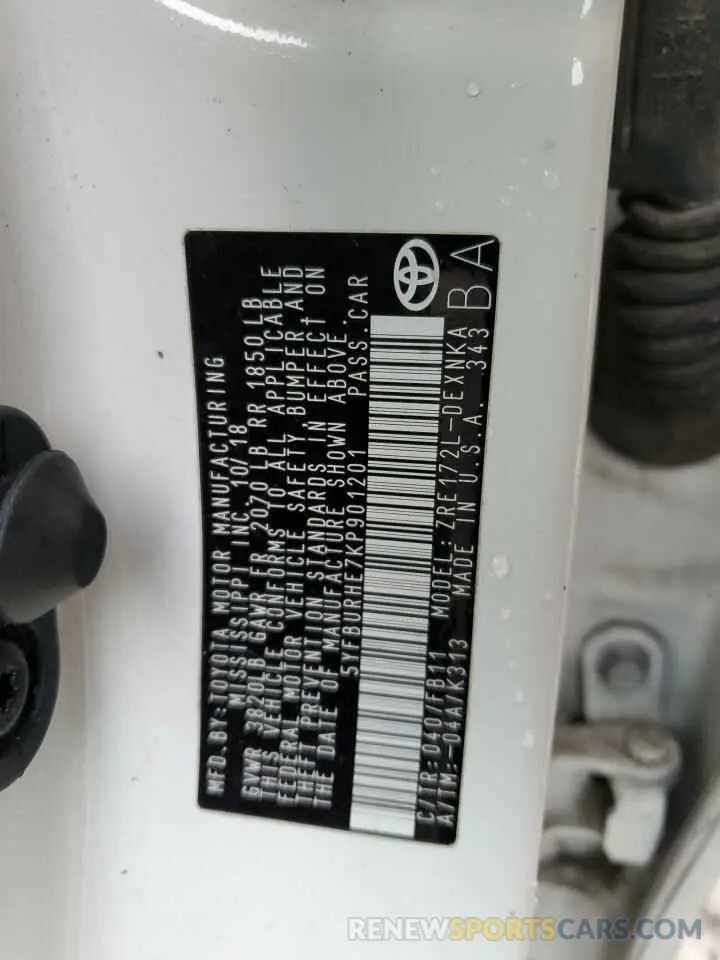 MFD. BY: TOYOTA MOTOR MANUFACTURING
MISSISSIPPI INC. 10/18
GVWR 3820LB GAWR FR 2070 LB RR 1850 LB
THIS VEHICLE CONFORMS TO ALL APPLICABLE
FEDERAL MOTOR VEHICLE SAFETY, BUMPER AND
THEFT PREVENTION STANDARDS IN EFFECT ON
THE DATE OF MANUFACTURE SHOWN ABOVE.
5YFBURHE7KP901201 PASS. CAR
C/TR: 040/FB11 MODEL: ZRE172L-DEXNKA
A/TM: -04A/K313 MADE IN U.S.A. 343
BA
RENEWSPORTSCARS.COM